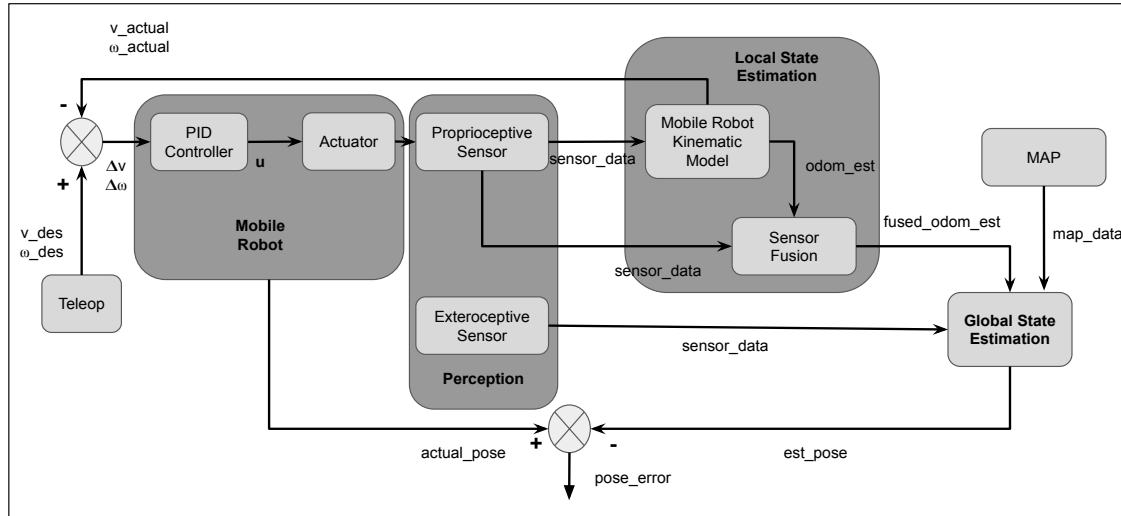 v_actual
ω_actual
Local State
Estimation
-
PID
Controller
Actuator
Proprioceptive
Sensor
Mobile Robot
Kinematic
Model
MAP
sensor_data
u
Δv
Δω
+
odom_est
v_des
ω_des
Mobile
Robot
Sensor
Fusion
fused_odom_est
map_data
sensor_data
Teleop
Exteroceptive
Sensor
Global State
Estimation
sensor_data
Perception
+
-
actual_pose
est_pose
pose_error